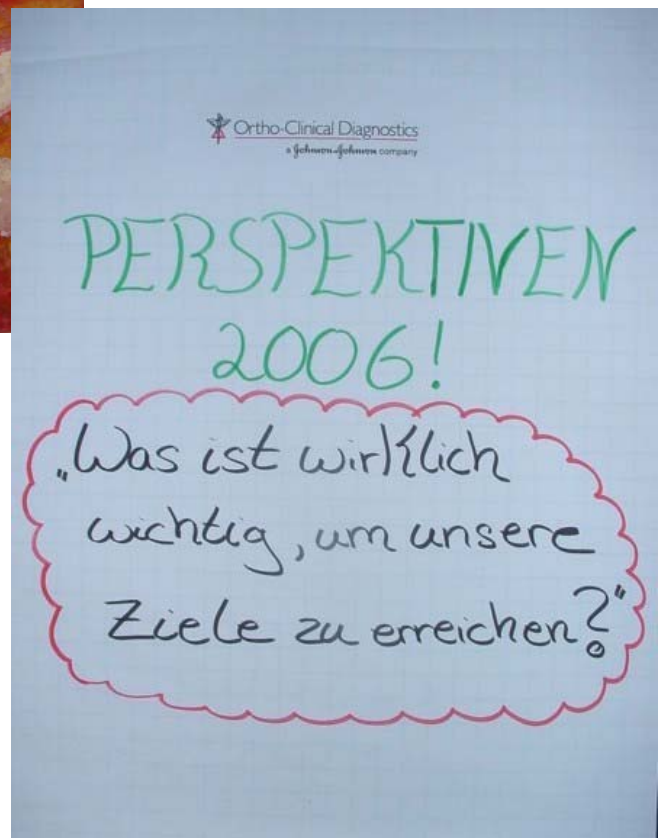 Ortho-Clinical Diagnostics
a Johnson-Johnson company
PERSPEKTIVEN
2006!
„Was ist wirklich
wichtig, um unsere
Ziele zu erreichen?“